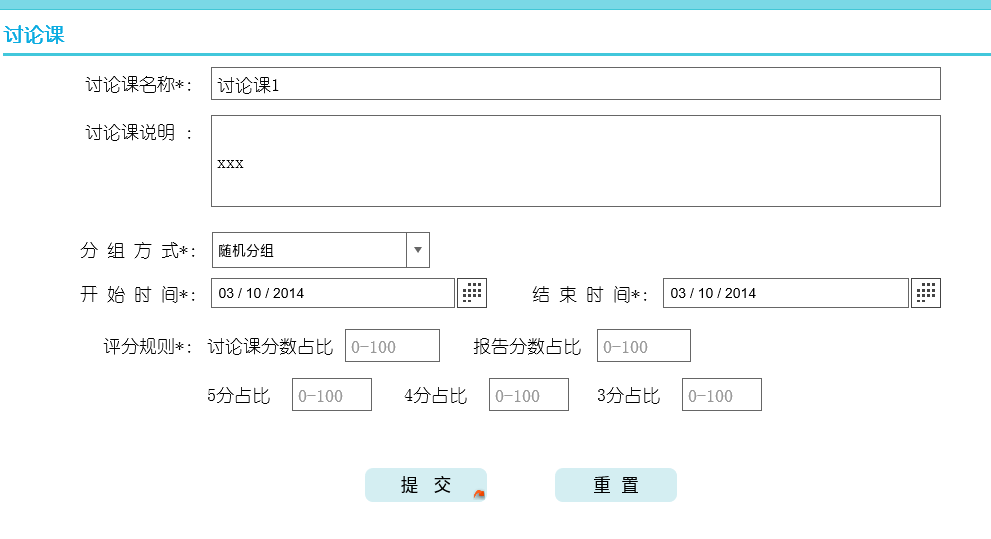 讨论课
讨论课名称*: 讨论课1
讨论课说明 : xxx
分 组 方 式*: 随机分组
开 始 时 间*: 03 / 10 / 2014 结 束 时 间*: 03 / 10 / 2014
评分规则*: 讨论课分数占比 0-100 报告分数占比 0-100
5分占比 0-100 4分占比 0-100 3分占比 0-100
提 交 重 置